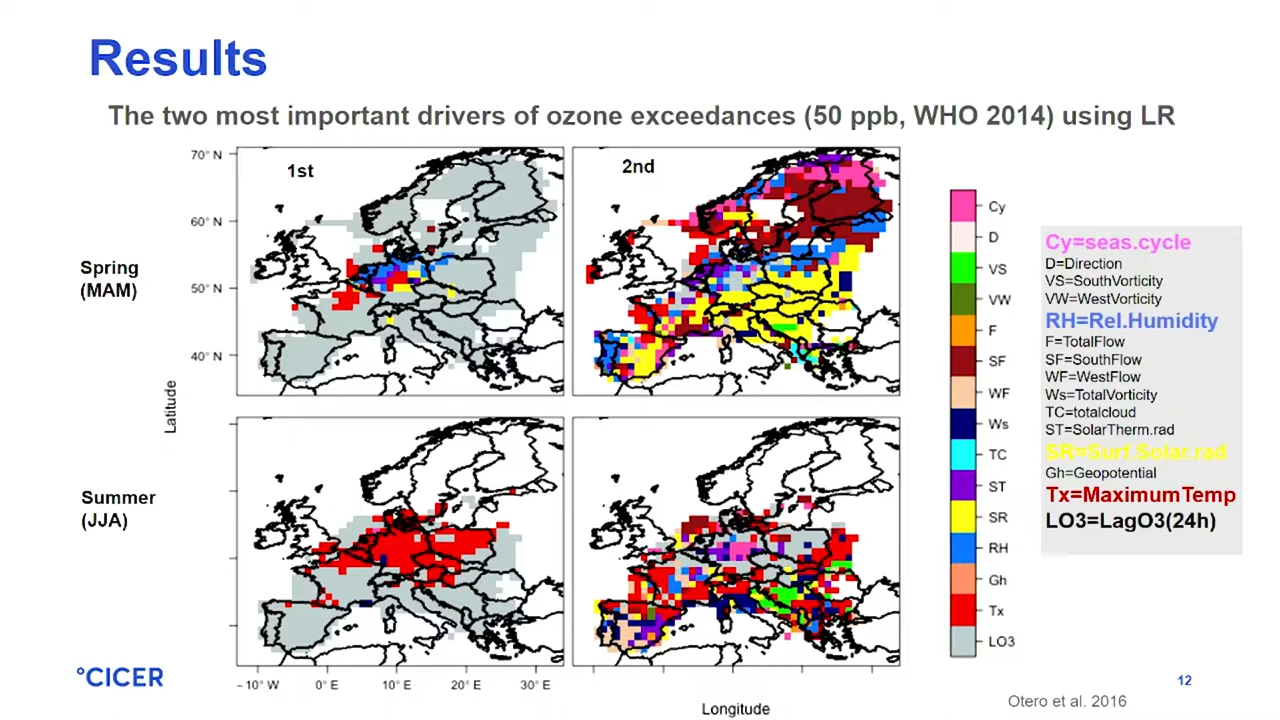 Results
The two most important drivers of ozone exceedances (50 ppb, WHO 2014) using LR
1st
2nd
70° N
60° N
50° N
40° N
Spring
(MAM)
Summer
(JJA)
Latitude
−10° W
0° E
10° E
20° E
30° E
Longitude
Cy
D
VS
VW
F
SF
WF
Ws
TC
ST
SR
RH
Gh
Tx
LO3
Cy=seas.cycle
D=Direction
VS=SouthVorticity
VW=WestVorticity
RH=Rel.Humidity
F=TotalFlow
SF=SouthFlow
WF=WestFlow
Ws=TotalVorticity
TC=totalcloud
ST=SolarTherm.rad
SR=Surf.Solar.rad
Gh=Geopotential
Tx=MaximumTemp
LO3=LagO3(24h)
°CICER
12
Otero et al. 2016